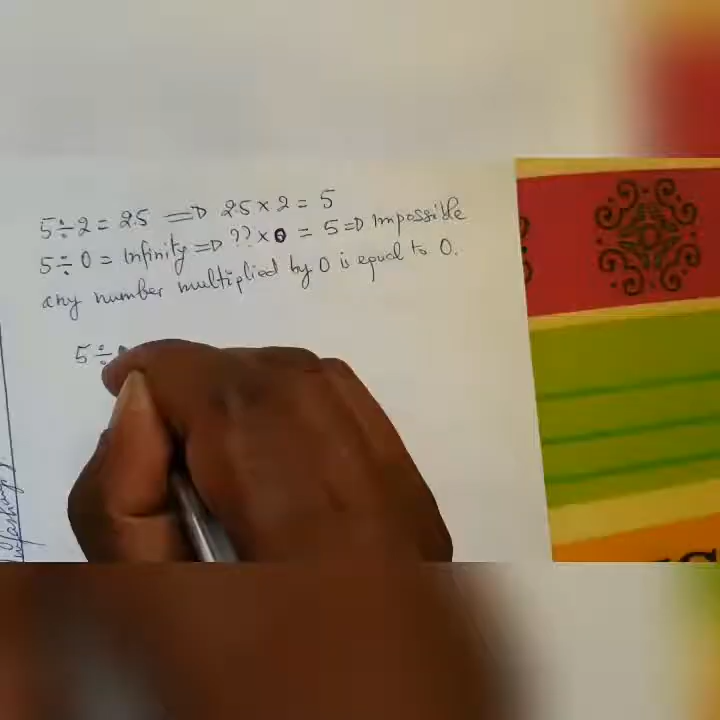 5÷2 = 2.5 => 2.5 × 2 = 5
5÷0 = Infinity => ?? × 0 = 5 => Impossible
any number multiplied by 0 is equal to 0.
5÷